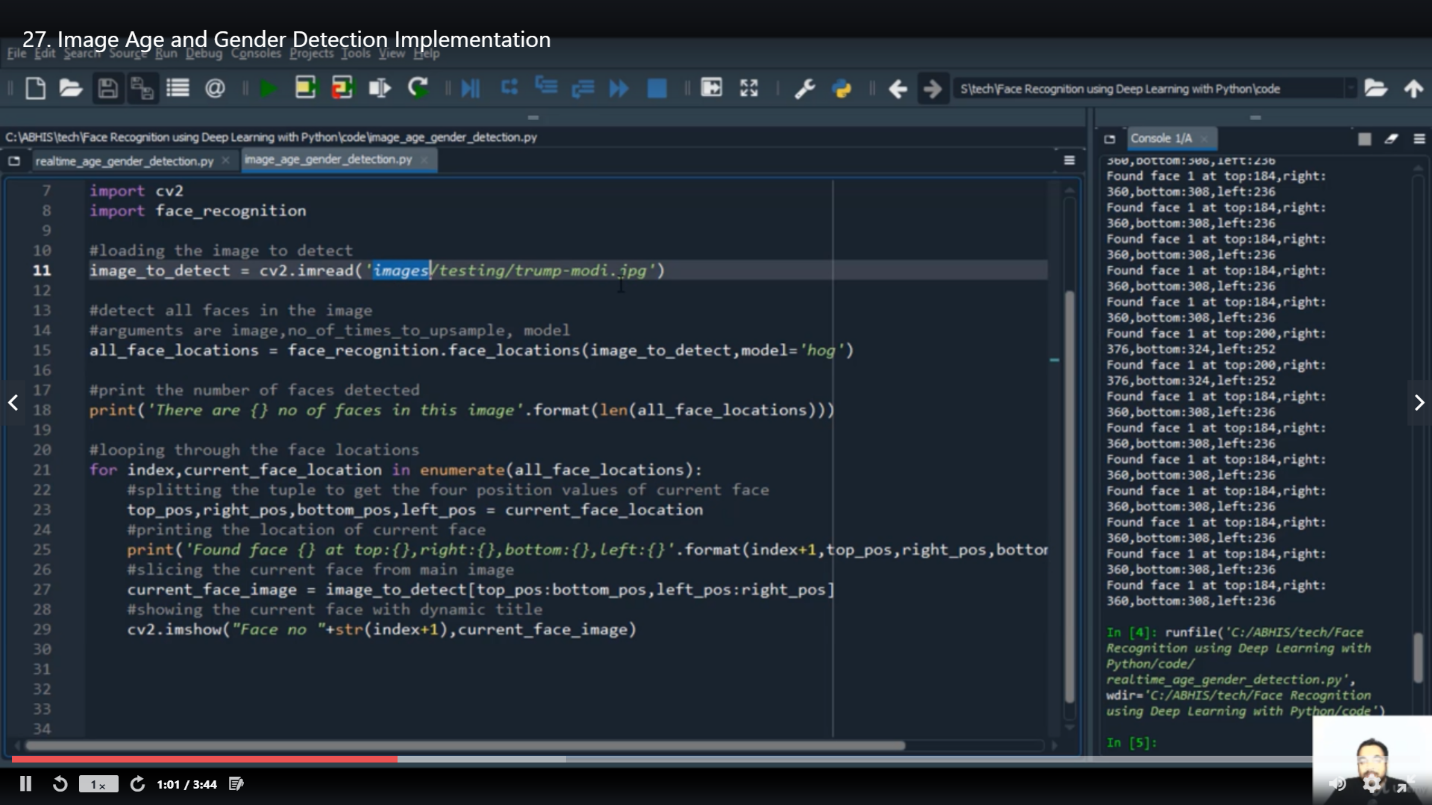 27. Image Age and Gender Detection Implementation
File Edit Search Source Run Debug Consoles Projects Tools View Help
S\tech\Face Recognition using Deep Learning with Python\code
C:\ABHIS\tech\Face Recognition using Deep Learning with Python\code\image_age_gender_detection.py
realtime_age_gender_detection.py
image_age_gender_detection.py
7 import cv2
8 import face_recognition
9
10 #loading the image to detect
11 image_to_detect = cv2.imread('images/testing/trump-modi.jpg')
12
13 #detect all faces in the image
14 #arguments are image,no_of_times_to_upsample, model
15 all_face_locations = face_recognition.face_locations(image_to_detect,model='hog')
16
17 #print the number of faces detected
18 print('There are {} no of faces in this image'.format(len(all_face_locations)))
19
20 #looping through the face locations
21 for index,current_face_location in enumerate(all_face_locations):
22 #splitting the tuple to get the four position values of current face
23 top_pos,right_pos,bottom_pos,left_pos = current_face_location
24 #printing the location of current face
25 print('Found face {} at top:{},right:{},bottom:{},left:{}'.format(index+1,top_pos,right_pos,bottom
26 #slicing the current face from main image
27 current_face_image = image_to_detect[top_pos:bottom_pos,left_pos:right_pos]
28 #showing the current face with dynamic title
29 cv2.imshow("Face no "+str(index+1),current_face_image)
30
31
32
33
34
Console 1/A
360,bottom:308,left:236
Found face 1 at top:184,right:
360,bottom:308,left:236
Found face 1 at top:184,right:
360,bottom:308,left:236
Found face 1 at top:184,right:
360,bottom:308,left:236
Found face 1 at top:184,right:
360,bottom:308,left:236
Found face 1 at top:184,right:
360,bottom:308,left:236
Found face 1 at top:200,right:
376,bottom:324,left:252
Found face 1 at top:200,right:
376,bottom:324,left:252
Found face 1 at top:184,right:
360,bottom:308,left:236
Found face 1 at top:184,right:
360,bottom:308,left:236
Found face 1 at top:184,right:
360,bottom:308,left:236
Found face 1 at top:184,right:
360,bottom:308,left:236
Found face 1 at top:184,right:
360,bottom:308,left:236
Found face 1 at top:184,right:
360,bottom:308,left:236
Found face 1 at top:184,right:
360,bottom:308,left:236
In [4]: runfile('C:/ABHIS/tech/Face
Recognition using Deep Learning with
Python/code/
realtime_age_gender_detection.py',
wdir='C:/ABHIS/tech/Face Recognition
using Deep Learning with Python/code')
In [5]:
1x
1:01 / 3:44